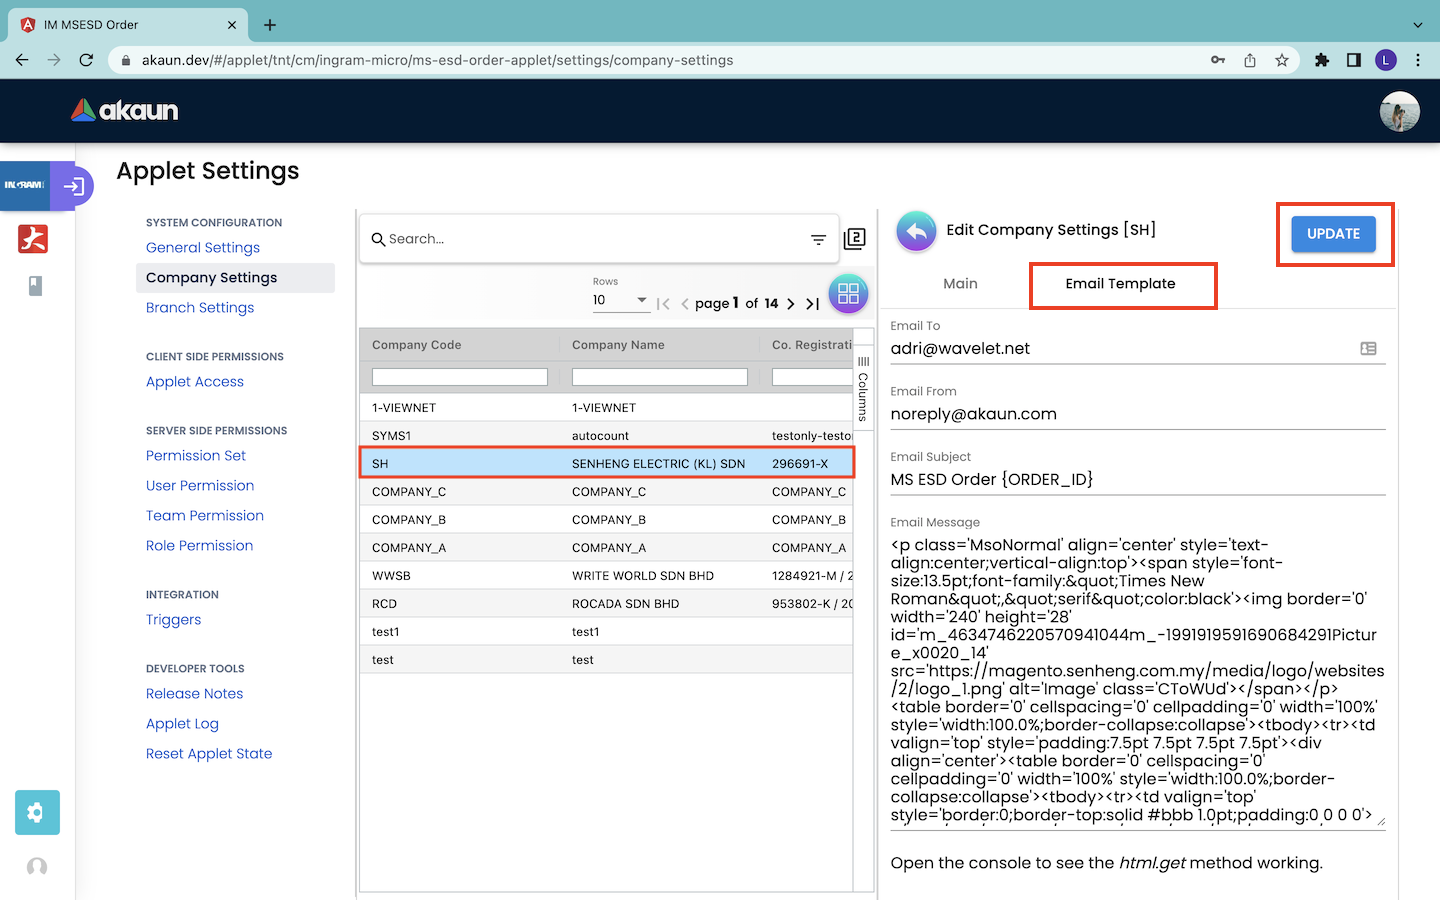 IM MSESD Order
akaun.dev/#/applet/tnt/cm/ingram-micro/ms-esd-order-applet/settings/company-settings
L
akaun
INGRAM
Applet Settings
SYSTEM CONFIGURATION
General Settings
Company Settings
Branch Settings
CLIENT SIDE PERMISSIONS
Applet Access
SERVER SIDE PERMISSIONS
Permission Set
User Permission
Team Permission
Role Permission
INTEGRATION
Triggers
DEVELOPER TOOLS
Release Notes
Applet Log
Reset Applet State
Search...
2
Rows
10
page 1 of 14
Company Code Company Name Co. Registrati
Columns
1-VIEWNET 1-VIEWNET
SYMS1 autocount testonly-testo
SH SENHENG ELECTRIC (KL) SDN 296691-X
COMPANY_C COMPANY_C COMPANY_C
COMPANY_B COMPANY_B COMPANY_B
COMPANY_A COMPANY_A COMPANY_A
WWSB WRITE WORLD SDN BHD 1284921-M / 2
RCD ROCADA SDN BHD 953802-K / 20
test1 test1
test test
Edit Company Settings [SH]
UPDATE
Main Email Template
Email To
adri@wavelet.net
Email From
noreply@akaun.com
Email Subject
MS ESD Order {ORDER_ID}
Email Message
<p class='MsoNormal' align='center' style='text-
align:center;vertical-align:top'><span style='font-
size:13.5pt;font-family:&quot;Times New
Roman&quot;,&quot;serif&quot;color:black'><img border='0'
width='240' height='28'
id='m_4634746220570941044m_-1991919591690684291Pictur
e_x0020_14'
src='https://magento.senheng.com.my/media/logo/websites
/2/logo_1.png' alt='Image' class='CToWUd'></span></p>
<table border='0' cellspacing='0' cellpadding='0' width='100%'
style='width:100.0%;border-collapse:collapse'><tbody><tr><td
valign='top' style='padding:7.5pt 7.5pt 7.5pt 7.5pt'><div
align='center'><table border='0' cellspacing='0'
cellpadding='0' width='100%' style='width:100.0%;border-
collapse:collapse'><tbody><tr><td valign='top'
style='border:0;border-top:solid #bbb 1.0pt;padding:0 0 0 0'>
Open the console to see the html.get method working.